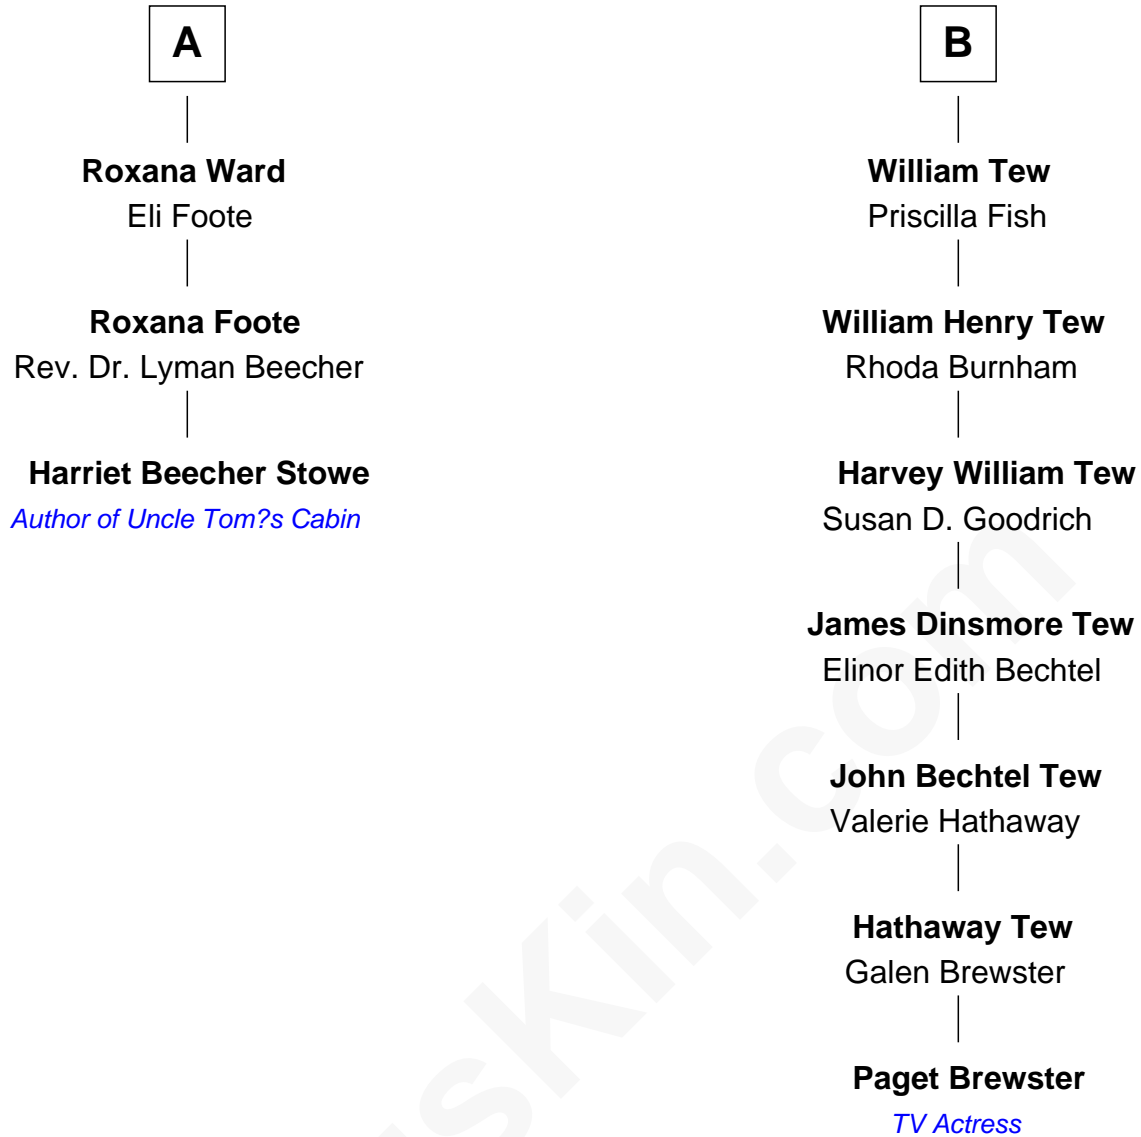 A
Roxana Ward
Eli Foote
Roxana Foote
Rev. Dr. Lyman Beecher
Harriet Beecher Stowe
Author of Uncle Tom?s Cabin
B
William Tew
Priscilla Fish
William Henry Tew
Rhoda Burnham
Harvey William Tew
Susan D. Goodrich
James Dinsmore Tew
Elinor Edith Bechtel
John Bechtel Tew
Valerie Hathaway
Hathaway Tew
Galen Brewster
Paget Brewster
TV Actress